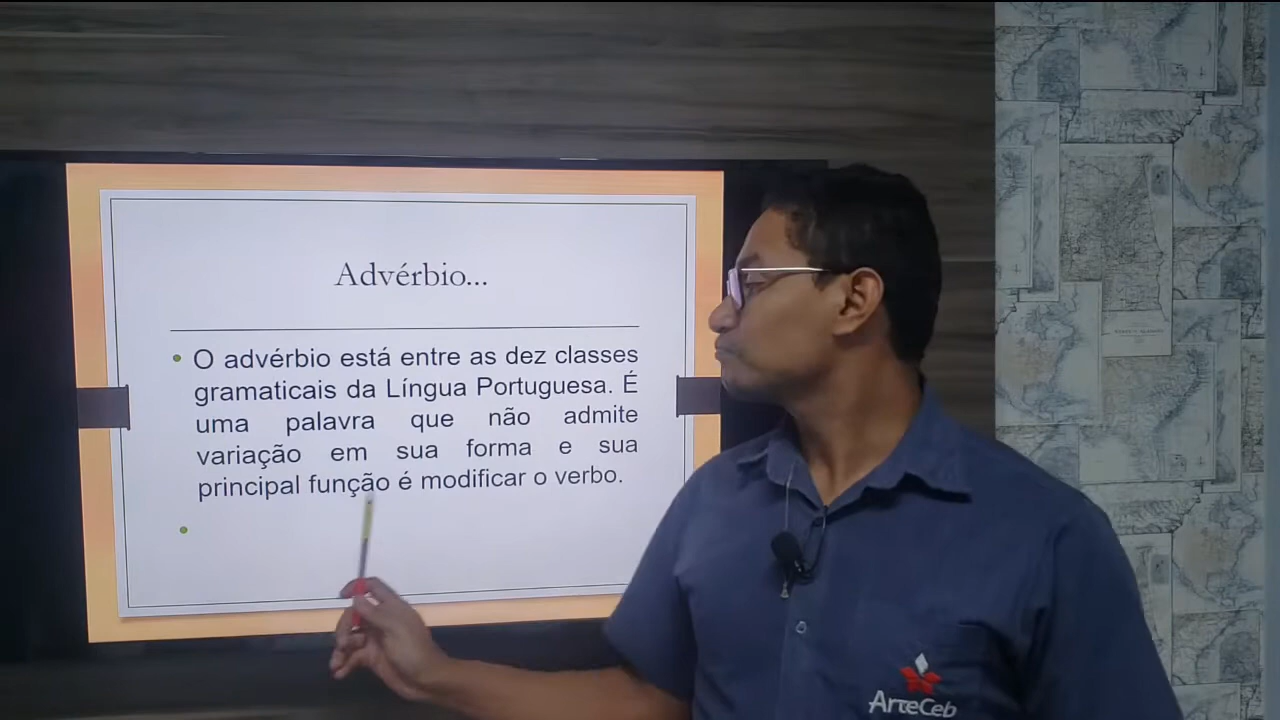 Advérbio...
O advérbio está entre as dez classes
gramaticais da Língua Portuguesa. É
uma palavra que não admite
variação em sua forma e sua
principal função é modificar o verbo.
ArteCeb